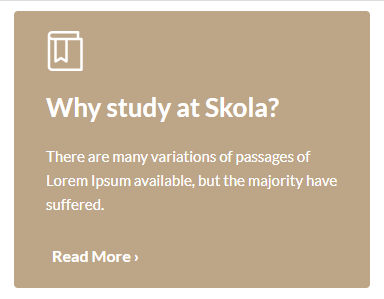 Why study at Skola?
There are many variations of passages of
Lorem Ipsum available, but the majority have
suffered.
Read More ›